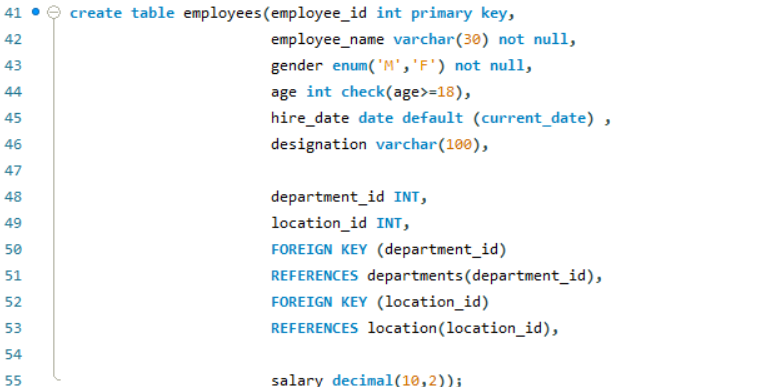 41 create table employees(employee_id int primary key,
42 employee_name varchar(30) not null,
43 gender enum('M','F') not null,
44 age int check(age>=18),
45 hire_date date default (current_date) ,
46 designation varchar(100),
47
48 department_id INT,
49 location_id INT,
50 FOREIGN KEY (department_id)
51 REFERENCES departments(department_id),
52 FOREIGN KEY (location_id)
53 REFERENCES location(location_id),
54
55 salary decimal(10,2));